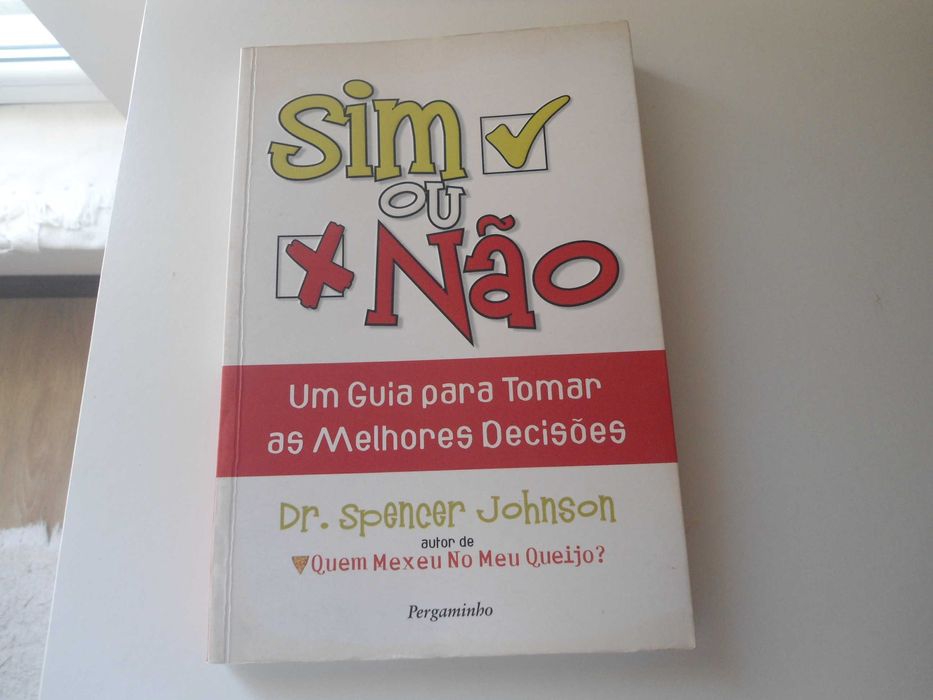 Sim
ou
Não
Um Guia para Tomar
as Melhores Decisões
Dr. Spencer Johnson
autor de
Quem Mexeu No Meu Queijo?
Pergaminho